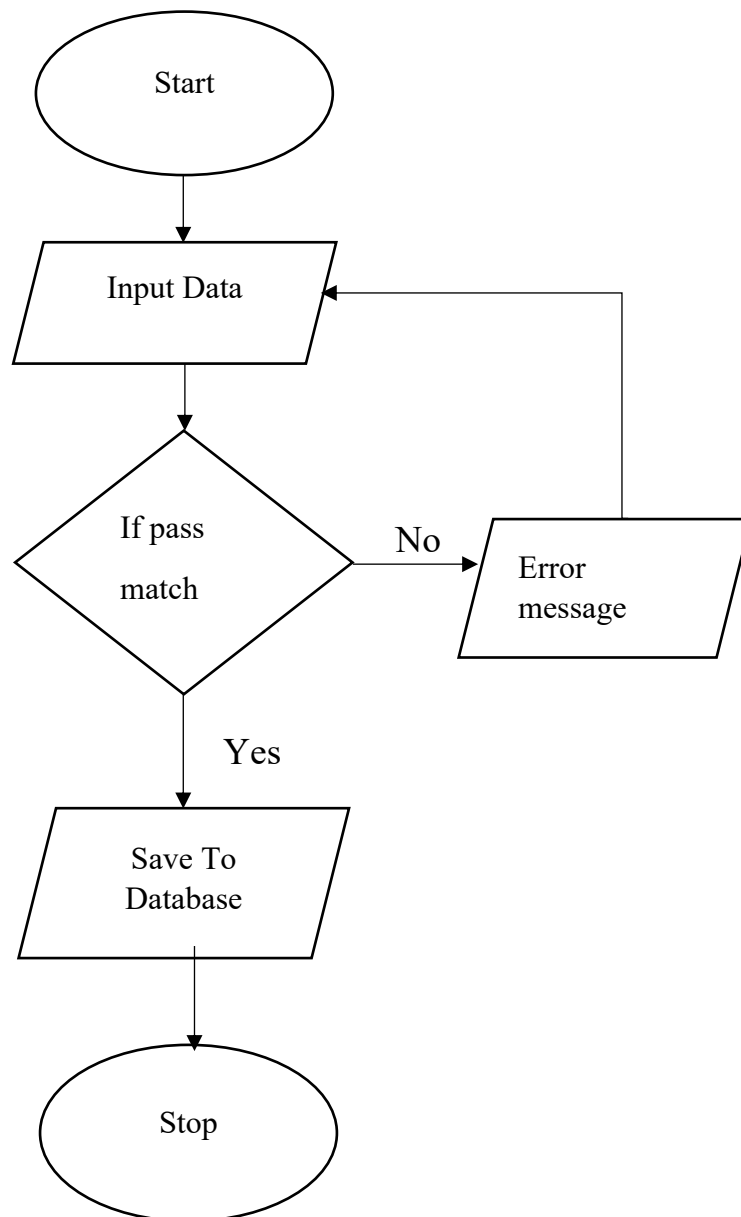 Start
Input Data
If pass
match
No
Error
message
Yes
Save To
Database
Stop